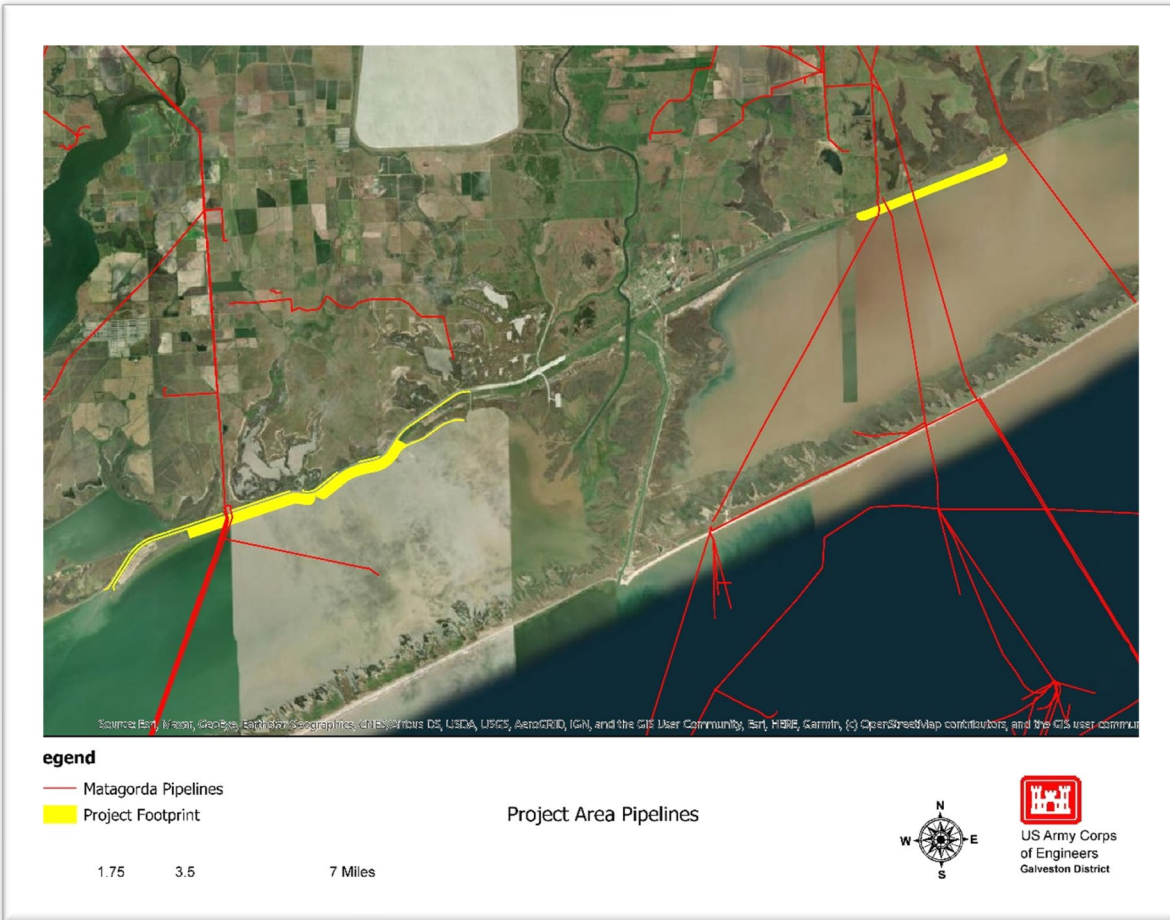 Source: Esri, Maxar, GeoEye, Earthstar Geographics, CNES/Airbus DS, USDA, USGS, AeroGRID, IGN, and the GIS User Community, Esri, HERE, Garmin, (c) OpenStreetMap contributors, and the GIS user commun
egend
Matagorda Pipelines
Project Footprint
Project Area Pipelines
N
W
E
S
US Army Corps
of Engineers
Galveston District
1.75 3.5 7 Miles